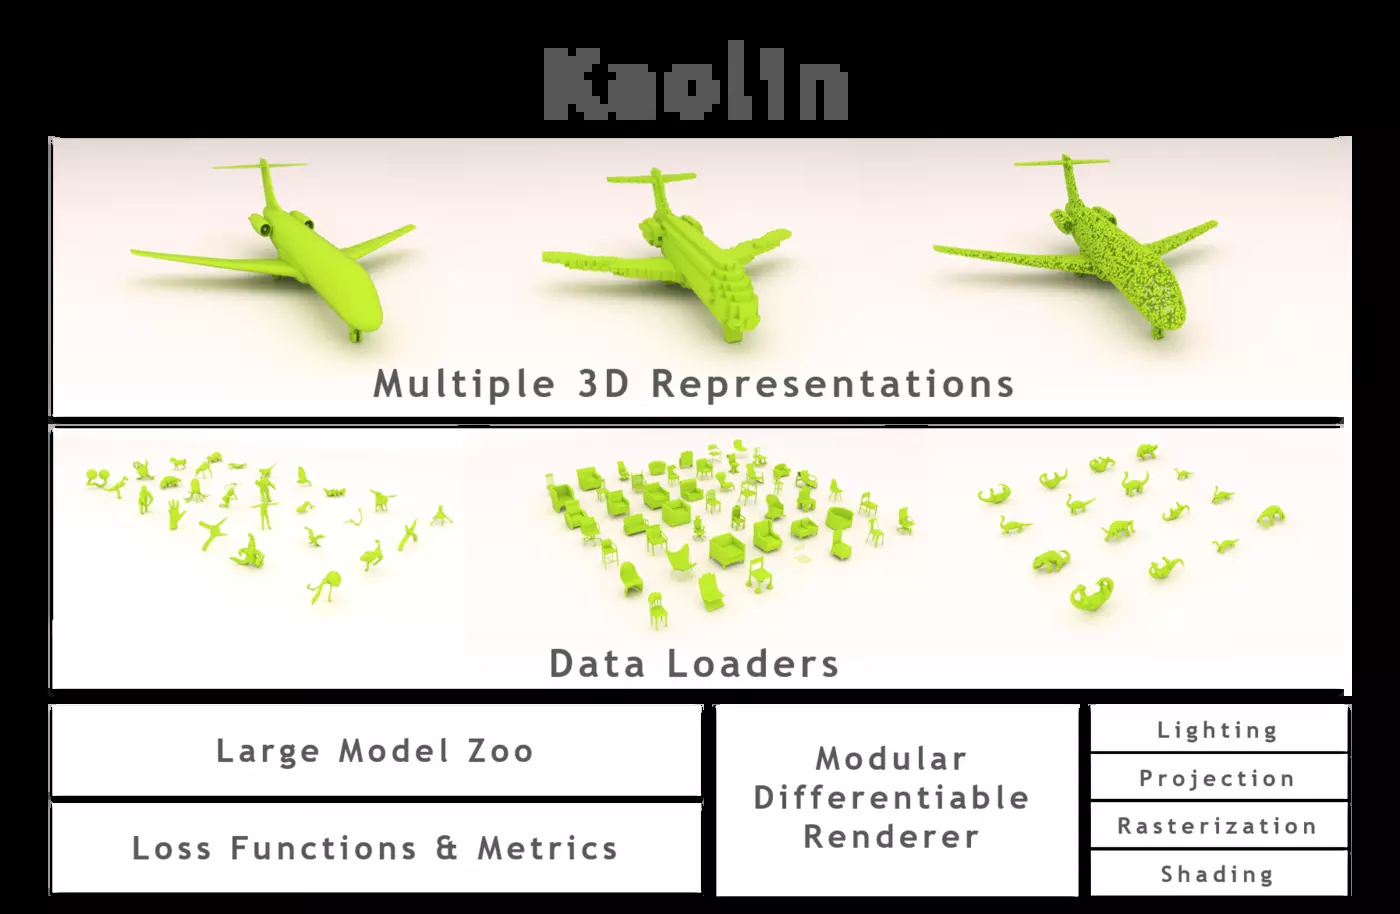 Kaolin
Multiple 3D Representations
Data Loaders
Large Model Zoo
Loss Functions & Metrics
Modular
Differentiable
Renderer
Lighting
Projection
Rasterization
Shading